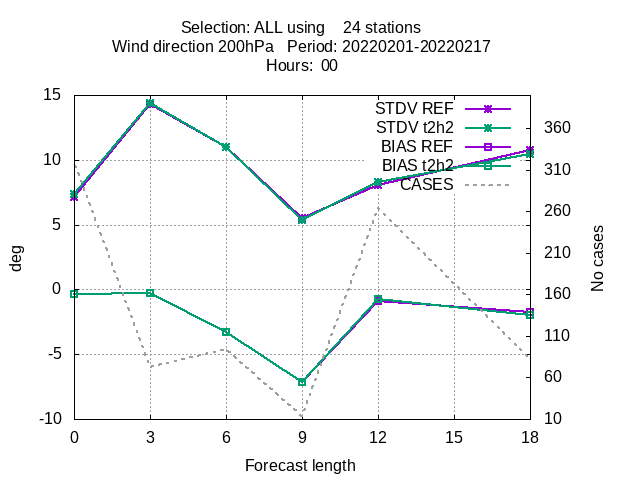 Selection: ALL using    24 stations
Wind direction 200hPa   Period: 20220201-20220217
Hours:  00
15
10
5
0
-5
-10
deg
STDV REF
STDV t2h2
BIAS REF
BIAS t2h2
CASES
360
310
260
210
160
110
60
10
No cases
0 3 6 9 12 15 18
Forecast length